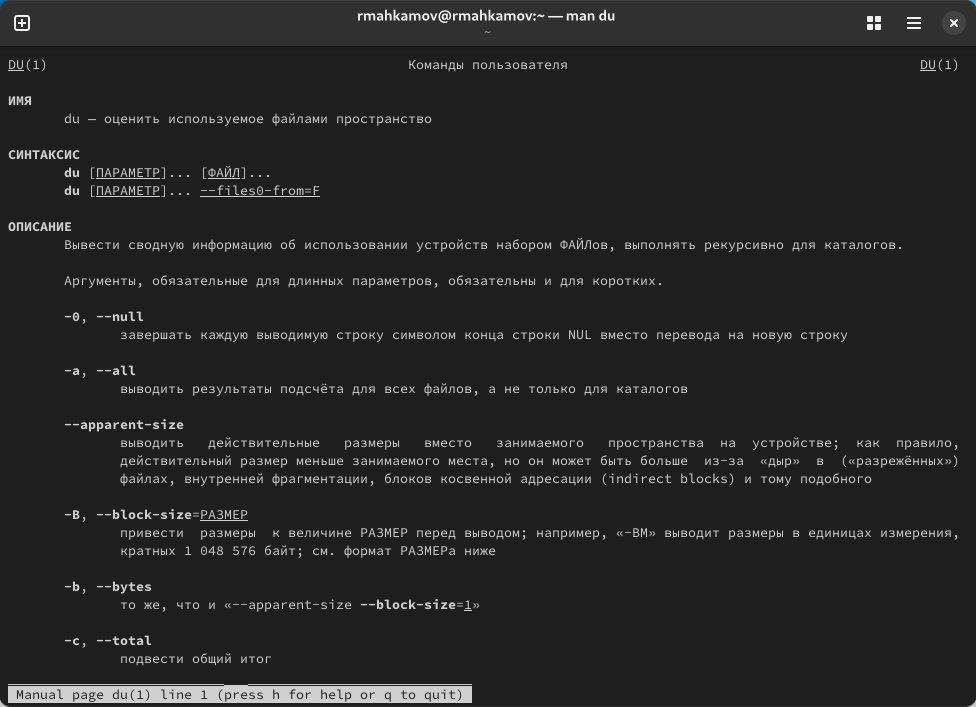 rmahkamov@rmahkamov:~ — man du
~
DU(1) Команды пользователя DU(1)
ИМЯ
du — оценить используемое файлами пространство
СИНТАКСИС
du [ПАРАМЕТР]... [ФАЙЛ]...
du [ПАРАМЕТР]... --files0-from=F
ОПИСАНИЕ
Вывести сводную информацию об использовании устройств набором ФАЙЛов, выполнять рекурсивно для каталогов.
Аргументы, обязательные для длинных параметров, обязательны и для коротких.
-0, --null
завершать каждую выводимую строку символом конца строки NUL вместо перевода на новую строку
-a, --all
выводить результаты подсчёта для всех файлов, а не только для каталогов
--apparent-size
выводить действительные размеры вместо занимаемого пространства на устройстве; как правило,
действительный размер меньше занимаемого места, но он может быть больше из-за «дыр» в («разрежённых»)
файлах, внутренней фрагментации, блоков косвенной адресации (indirect blocks) и тому подобного
-B, --block-size=РАЗМЕР
привести размеры к величине РАЗМЕР перед выводом; например, «-BM» выводит размеры в единицах измерения,
кратных 1 048 576 байт; см. формат РАЗМЕРа ниже
-b, --bytes
то же, что и «--apparent-size --block-size=1»
-c, --total
подвести общий итог
Manual page du(1) line 1 (press h for help or q to quit)